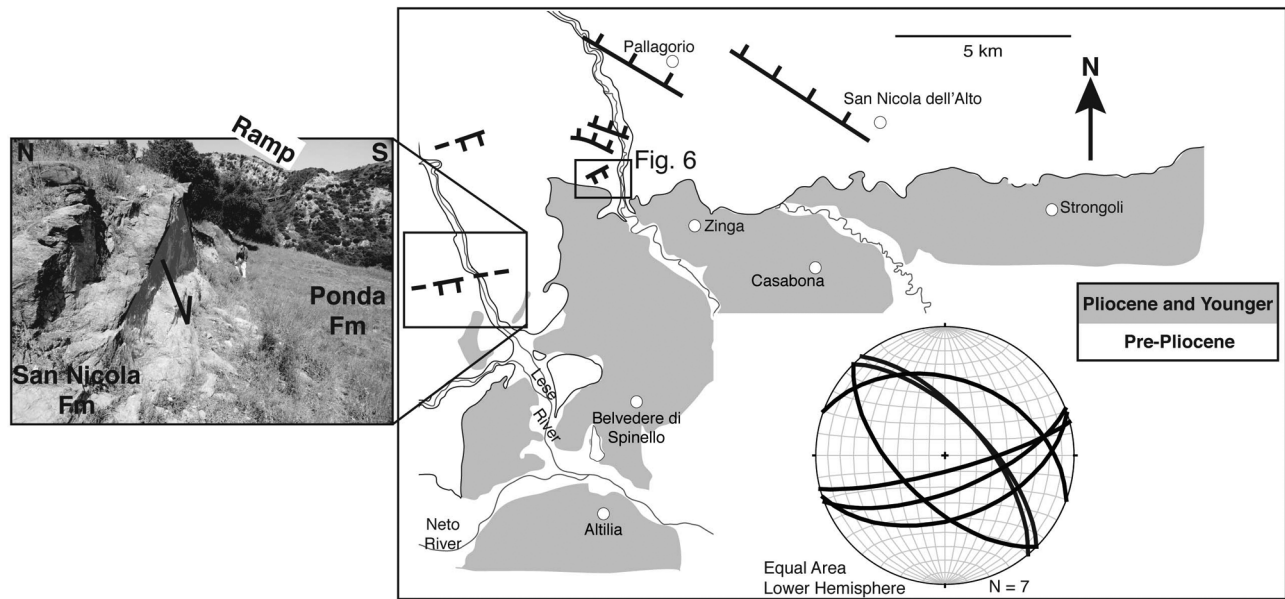 N
Ramp
S
Ponda
Fm
San Nicola
Fm
Pallagorio
5 km
San Nicola dell'Alto
N
Fig. 6
Zinga
Strongoli
Casabona
Pliocene and Younger
Pre-Pliocene
Lese
River
Belvedere di
Spinello
Neto
River
Altilia
Equal Area
Lower Hemisphere
N = 7